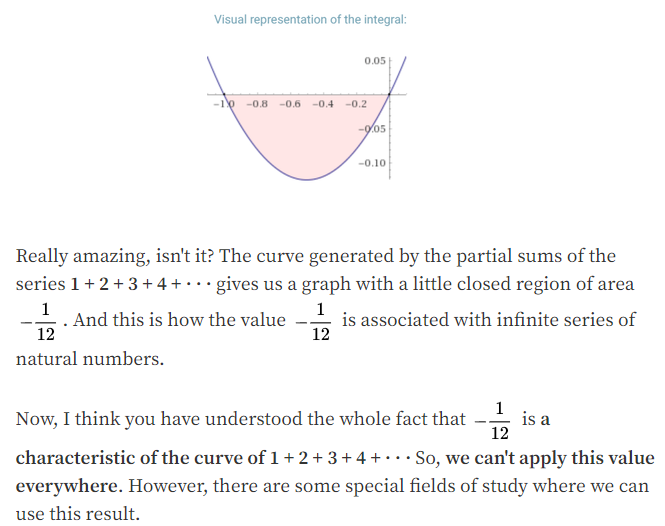 Visual representation of the integral:
0.05
-1.0 -0.8 -0.6 -0.4 -0.2
-0.05
-0.10
Really amazing, isn't it? The curve generated by the partial sums of the
series 1 + 2 + 3 + 4 + · · · gives us a graph with a little closed region of area
−1/12 . And this is how the value −1/12 is associated with infinite series of
natural numbers.
Now, I think you have understood the whole fact that −1/12 is a
characteristic of the curve of 1 + 2 + 3 + 4 + · · · So, we can't apply this value
everywhere. However, there are some special fields of study where we can
use this result.